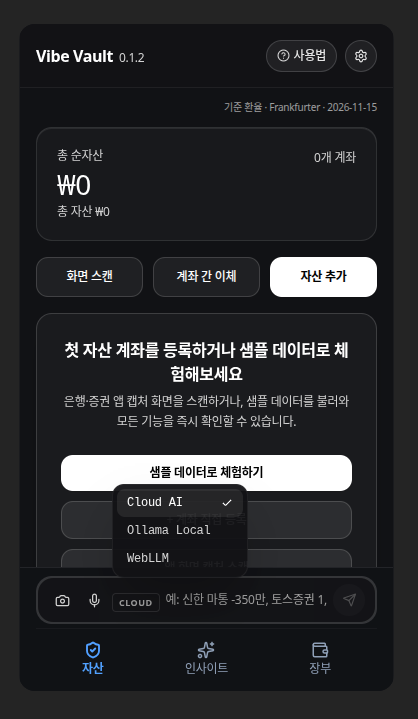 Vibe Vault 0.1.2
사용법
기준 환율 · Frankfurter · 2026-11-15
총 순자산
0개 계좌
₩0
총 자산 ₩0
화면 스캔
계좌 간 이체
자산 추가
첫 자산 계좌를 등록하거나 샘플 데이터로 체
험해보세요
은행·증권 앱 캡처 화면을 스캔하거나, 샘플 데이터를 불러와
모든 기능을 즉시 확인할 수 있습니다.
샘플 데이터로 체험하기
Cloud AI
Ollama Local
WebLLM
CLOUD
예: 신한 마통 -350만, 토스증권 1,
자산
인사이트
장부